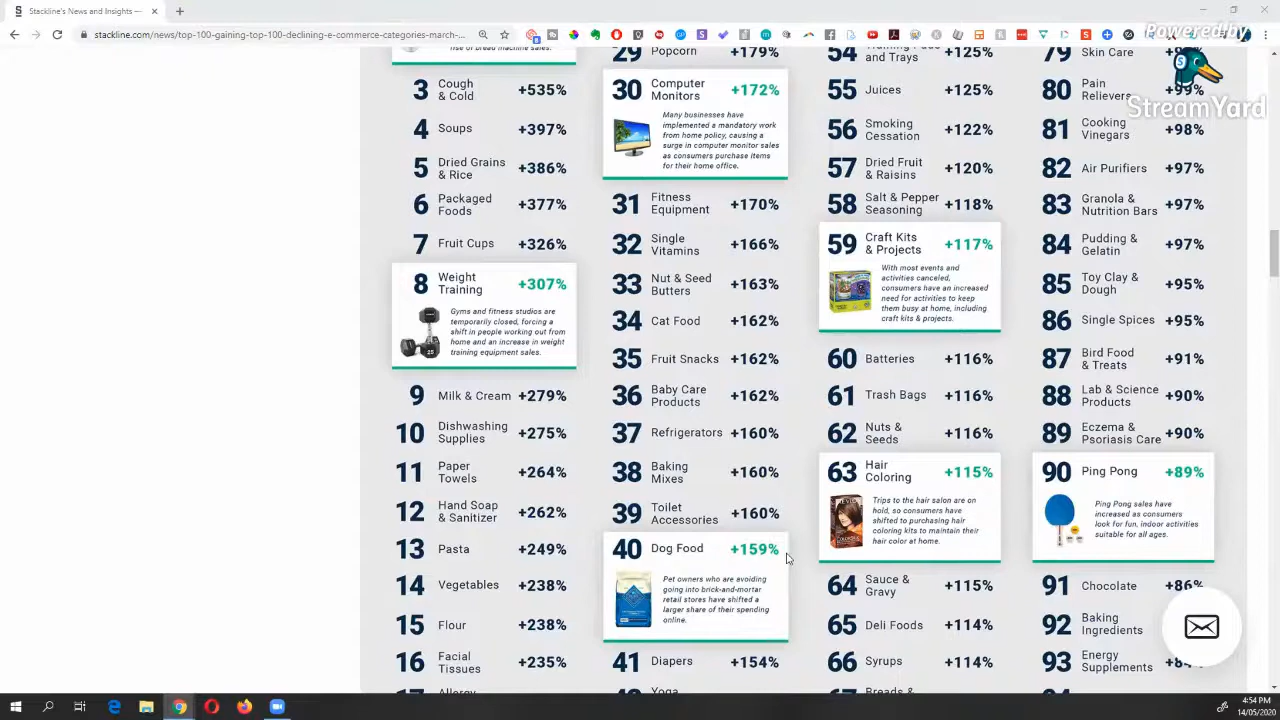 Stackline's News and Insights —
stackline.com/news/top-100-gaining-top-100-declining-e-commerce-categories-march-...
Powered by
StreamYard
rise of bread machine sales.
3 Cough & Cold +535%
4 Soups +397%
5 Dried Grains & Rice +386%
6 Packaged Foods +377%
7 Fruit Cups +326%
8 Weight Training +307%
Gyms and fitness studios are
temporarily closed, forcing a
shift in people working out from
home and an increase in weight
training equipment sales.
9 Milk & Cream +279%
10 Dishwashing Supplies +275%
11 Paper Towels +264%
12 Hand Soap & Sanitizer +262%
13 Pasta +249%
14 Vegetables +238%
15 Flour +238%
16 Facial Tissues +235%
17 Allergy
29 Popcorn +179%
30 Computer Monitors +172%
Many businesses have
implemented a mandatory work
from home policy, causing a
surge in computer monitor sales
as consumers purchase items
for their home office.
31 Fitness Equipment +170%
32 Single Vitamins +166%
33 Nut & Seed Butters +163%
34 Cat Food +162%
35 Fruit Snacks +162%
36 Baby Care Products +162%
37 Refrigerators +160%
38 Baking Mixes +160%
39 Toilet Accessories +160%
40 Dog Food +159%
Pet owners who are avoiding
going into brick-and-mortar
retail stores have shifted a
larger share of their spending
online.
41 Diapers +154%
Yoga
54 and Trays +125%
55 Juices +125%
56 Smoking Cessation +122%
57 Dried Fruit & Raisins +120%
58 Salt & Pepper Seasoning +118%
59 Craft Kits & Projects +117%
With most events and
activities canceled,
consumers have an increased
need for activities to keep
them busy at home, including
craft kits & projects.
60 Batteries +116%
61 Trash Bags +116%
62 Nuts & Seeds +116%
63 Hair Coloring +115%
Trips to the hair salon are on
hold, so consumers have
shifted to purchasing hair
coloring kits to maintain their
hair color at home.
64 Sauce & Gravy +115%
65 Deli Foods +114%
66 Syrups +114%
67 Breads &
79 Skin Care
80 Pain Relievers
81 Cooking Vinegars +98%
82 Air Purifiers +97%
83 Granola & Nutrition Bars +97%
84 Pudding & Gelatin +97%
85 Toy Clay & Dough +95%
86 Single Spices +95%
87 Bird Food & Treats +91%
88 Lab & Science Products +90%
89 Eczema & Psoriasis Care +90%
90 Ping Pong +89%
Ping Pong sales have
increased as consumers
look for fun, indoor activities
suitable for all ages.
91 Chocolate +86%
92 Baking Ingredients
93 Energy Supplements
4:54 PM
14/05/2020